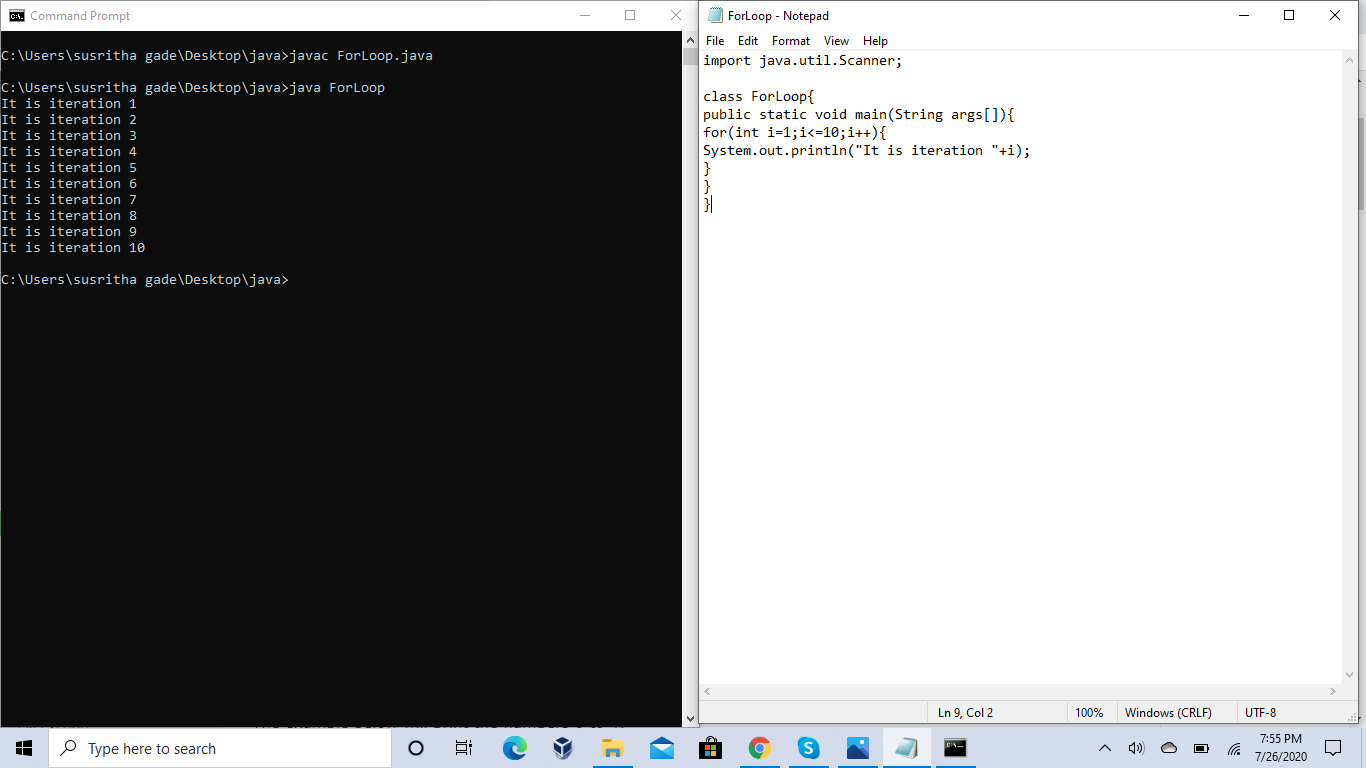 Command Prompt
C:\Users\susritha gade\Desktop\java>javac ForLoop.java
C:\Users\susritha gade\Desktop\java>java ForLoop
It is iteration 1
It is iteration 2
It is iteration 3
It is iteration 4
It is iteration 5
It is iteration 6
It is iteration 7
It is iteration 8
It is iteration 9
It is iteration 10
C:\Users\susritha gade\Desktop\java>
ForLoop - Notepad
File Edit Format View Help
import java.util.Scanner;
class ForLoop{
public static void main(String args[]){
for(int i=1;i<=10;i++){
System.out.println("It is iteration "+i);
}
}
}
Ln 9, Col 2 100% Windows (CRLF) UTF-8
Type here to search
7:55 PM
7/26/2020